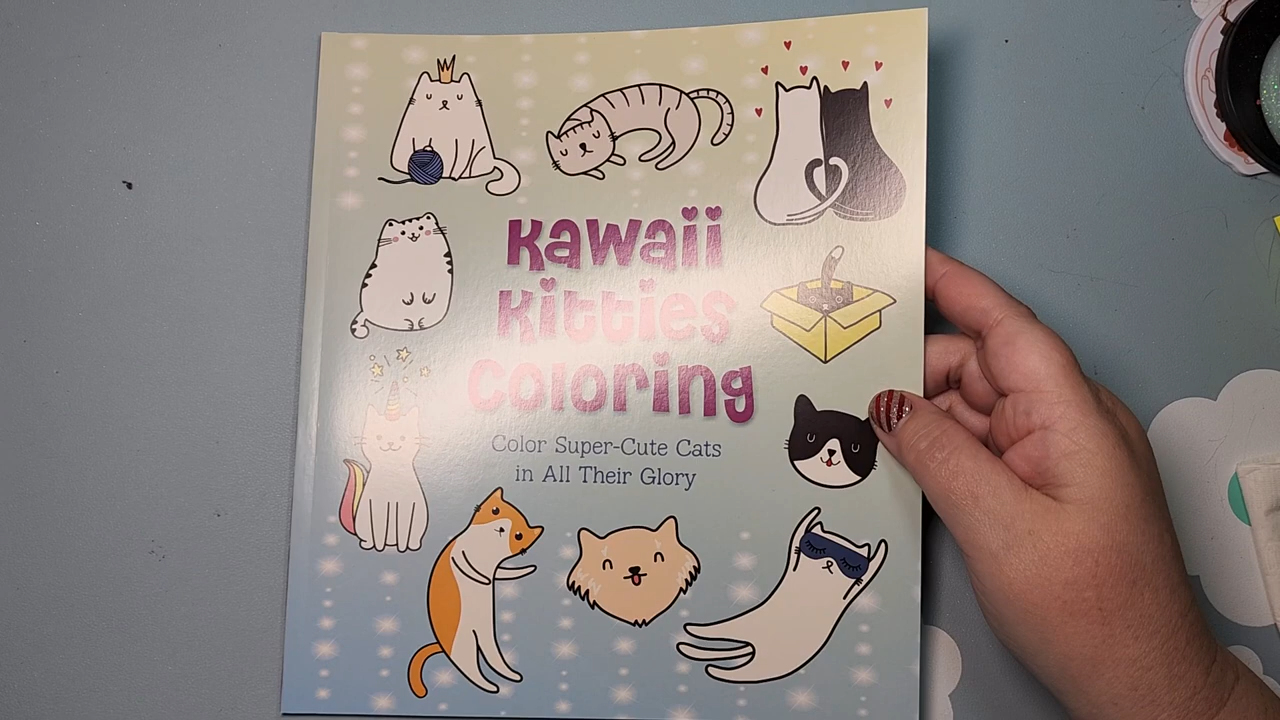 Kawaii
Kitties
Coloring
Color Super-Cute Cats
in All Their Glory